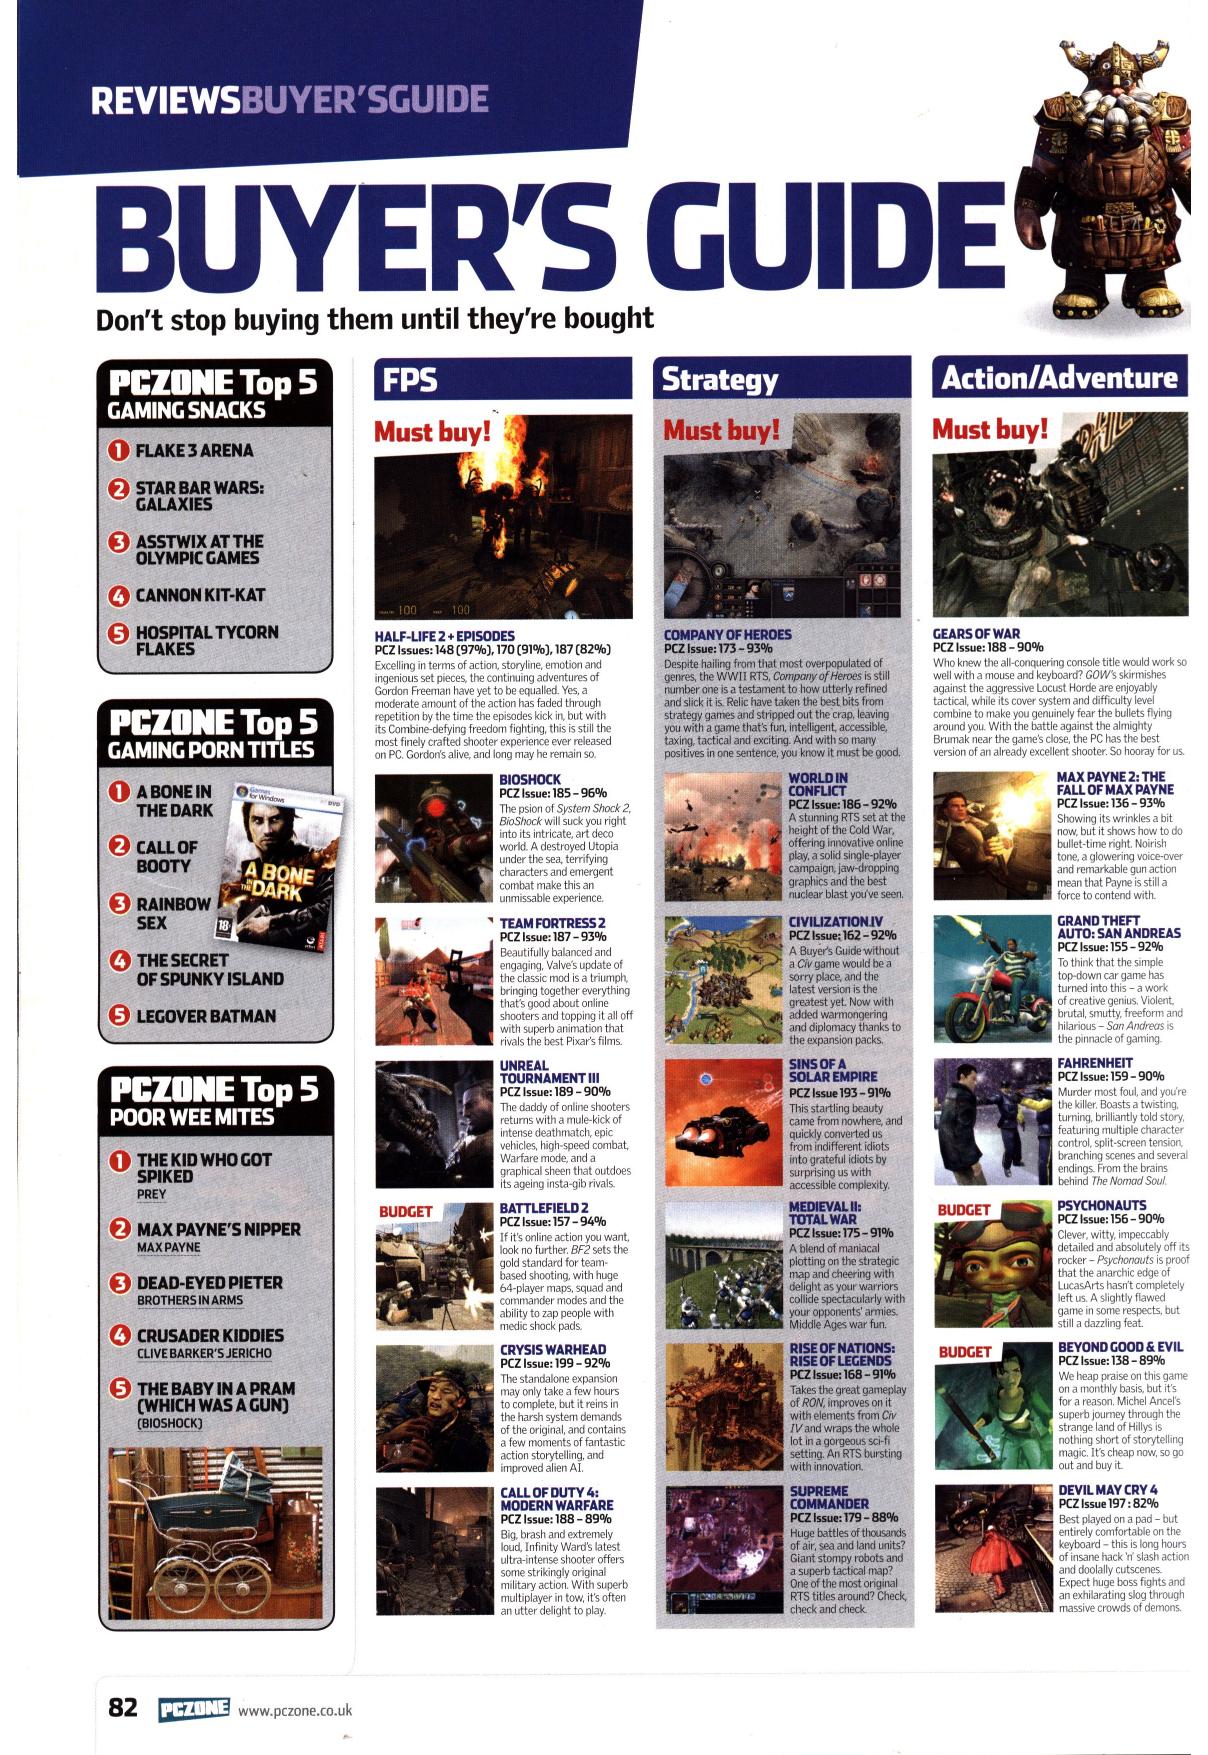 REVIEWSBUYER'SGUIDE
BUYER'S GUIDE
Don't stop buying them until they're bought
PCZONE Top 5
GAMING SNACKS
1 FLAKE 3 ARENA
2 STAR BAR WARS:
GALAXIES
3 ASSTWIX AT THE
OLYMPIC GAMES
4 CANNON KIT-KAT
5 HOSPITAL TYCORN
FLAKES
PCZONE Top 5
GAMING PORN TITLES
1 A BONE IN
THE DARK
2 CALL OF
BOOTY
3 RAINBOW
SEX
4 THE SECRET
OF SPUNKY ISLAND
5 LEGOVER BATMAN
Games
for Windows
A BONE
IN THE DARK
18
PCZONE Top 5
POOR WEE MITES
1 THE KID WHO GOT
SPIKED
PREY
2 MAX PAYNE'S NIPPER
MAX PAYNE
3 DEAD-EYED PIETER
BROTHERS IN ARMS
4 CRUSADER KIDDIES
CLIVE BARKER'S JERICHO
5 THE BABY IN A PRAM
(WHICH WAS A GUN)
(BIOSHOCK)
FPS
Must buy!
100 100
HALF-LIFE 2 + EPISODES
PCZ Issues: 148 (97%), 170 (91%), 187 (82%)
Excelling in terms of action, storyline, emotion and
ingenious set pieces, the continuing adventures of
Gordon Freeman have yet to be equalled. Yes, a
moderate amount of the action has faded through
repetition by the time the episodes kick in, but with
its Combine-defying freedom fighting, this is still the
most finely crafted shooter experience ever released
on PC. Gordon's alive, and long may he remain so.
BIOSHOCK
PCZ Issue: 185 – 96%
The psion of System Shock 2,
BioShock will suck you right
into its intricate, art deco
world. A destroyed Utopia
under the sea, terrifying
characters and emergent
combat make this an
unmissable experience.
TEAM FORTRESS 2
PCZ Issue: 187 – 93%
Beautifully balanced and
engaging, Valve's update of
the classic mod is a triumph,
bringing together everything
that's good about online
shooters and topping it all off
with superb animation that
rivals the best Pixar's films.
UNREAL
TOURNAMENT III
PCZ Issue: 189 – 90%
The daddy of online shooters
returns with a mule-kick of
intense deathmatch, epic
vehicles, high-speed combat,
Warfare mode, and a
graphical sheen that outdoes
its ageing insta-gib rivals.
BUDGET
BATTLEFIELD 2
PCZ Issue: 157 – 94%
If it's online action you want,
look no further. BF2 sets the
gold standard for team-
based shooting, with huge
64-player maps, squad and
commander modes and the
ability to zap people with
medic shock pads.
CRYSIS WARHEAD
PCZ Issue: 199 – 92%
The standalone expansion
may only take a few hours
to complete, but it reins in
the harsh system demands
of the original, and contains
a few moments of fantastic
action storytelling, and
improved alien AI.
CALL OF DUTY 4:
MODERN WARFARE
PCZ Issue: 188 – 89%
Big, brash and extremely
loud, Infinity Ward's latest
ultra-intense shooter offers
some strikingly original
military action. With superb
multiplayer in tow, it's often
an utter delight to play.
Strategy
Must buy!
COMPANY OF HEROES
PCZ Issue: 173 – 93%
Despite hailing from that most overpopulated of
genres, the WWII RTS, Company of Heroes is still
number one is a testament to how utterly refined
and slick it is. Relic have taken the best bits from
strategy games and stripped out the crap, leaving
you with a game that's fun, intelligent, accessible,
taxing, tactical and exciting. And with so many
positives in one sentence, you know it must be good.
WORLD IN
CONFLICT
PCZ Issue: 186 – 92%
A stunning RTS set at the
height of the Cold War,
offering innovative online
play, a solid single-player
campaign, jaw-dropping
graphics and the best
nuclear blast you've seen.
CIVILIZATION IV
PCZ Issue: 162 – 92%
A Buyer's Guide without
a Civ game would be a
sorry place, and the
latest version is the
greatest yet. Now with
added warmongering
and diplomacy thanks to
the expansion packs.
SINS OF A
SOLAR EMPIRE
PCZ Issue 193 – 91%
This startling beauty
came from nowhere, and
quickly converted us
from indifferent idiots
into grateful idiots by
surprising us with
accessible complexity.
MEDIEVAL II:
TOTAL WAR
PCZ Issue: 175 – 91%
A blend of maniacal
plotting on the strategic
map and cheering with
delight as your warriors
collide spectacularly with
your opponents' armies.
Middle Ages war fun.
RISE OF NATIONS:
RISE OF LEGENDS
PCZ Issue: 168 – 91%
Takes the great gameplay
of RON, improves on it
with elements from Civ
IV and wraps the whole
lot in a gorgeous sci-fi
setting. An RTS bursting
with innovation.
SUPREME
COMMANDER
PCZ Issue: 179 – 88%
Huge battles of thousands
of air, sea and land units?
Giant stompy robots and
a superb tactical map?
One of the most original
RTS titles around? Check,
check and check.
Action/Adventure
Must buy!
GEARS OF WAR
PCZ Issue: 188 – 90%
Who knew the all-conquering console title would work so
well with a mouse and keyboard? GOW's skirmishes
against the aggressive Locust Horde are enjoyably
tactical, while its cover system and difficulty level
combine to make you genuinely fear the bullets flying
around you. With the battle against the almighty
Brumak near the game's close, the PC has the best
version of an already excellent shooter. So hooray for us.
MAX PAYNE 2: THE
FALL OF MAX PAYNE
PCZ Issue: 136 – 93%
Showing its wrinkles a bit
now, but it shows how to do
bullet-time right. Noirish
tone, a glowering voice-over
and remarkable gun action
mean that Payne is still a
force to contend with.
GRAND THEFT
AUTO: SAN ANDREAS
PCZ Issue: 155 – 92%
To think that the simple
top-down car game has
turned into this – a work
of creative genius. Violent,
brutal, smutty, freeform and
hilarious – San Andreas is
the pinnacle of gaming.
FAHRENHEIT
PCZ Issue: 159 – 90%
Murder most foul, and you're
the killer. Boasts a twisting,
turning, brilliantly told story,
featuring multiple character
control, split-screen tension,
branching scenes and several
endings. From the brains
behind The Nomad Soul.
BUDGET
PSYCHONAUTS
PCZ Issue: 156 – 90%
Clever, witty, impeccably
detailed and absolutely off its
rocker – Psychonauts is proof
that the anarchic edge of
LucasArts hasn't completely
left us. A slightly flawed
game in some respects, but
still a dazzling feat.
BUDGET
BEYOND GOOD & EVIL
PCZ Issue: 138 – 89%
We heap praise on this game
on a monthly basis, but it's
for a reason. Michel Ancel's
superb journey through the
strange land of Hillys is
nothing short of storytelling
magic. It's cheap now, so go
out and buy it.
DEVIL MAY CRY 4
PCZ Issue 197 : 82%
Best played on a pad – but
entirely comfortable on the
keyboard – this is long hours
of insane hack 'n' slash action
and doolally cutscenes.
Expect huge boss fights and
an exhilarating slog through
massive crowds of demons.
82 PCZONE www.pczone.co.uk